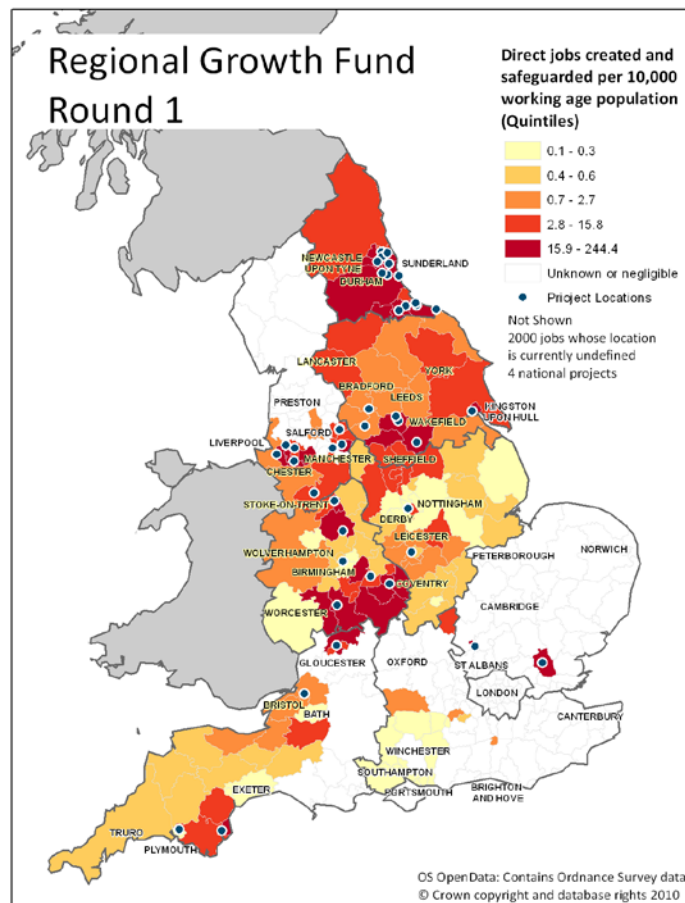 Regional Growth Fund
Round 1
Direct jobs created and
safeguarded per 10,000
working age population
(Quintiles)
0.1 - 0.3
0.4 - 0.6
0.7 - 2.7
2.8 - 15.8
15.9 - 244.4
Unknown or negligible
Prioject Locations
Not Shown
2000 jobs whose location
is currently undefined
4 national projects
NEWCASTLE
UPON TYNE
SUNDERLAND
DURHAM
LANCASTER
YORK
BRADFORD
LEEDS
PRESTON
KINGSTON
UPON HULL
WAKEFIELD
SALFORD
LIVERPOOL
MANCHESTER
SHEFFIELD
CHESTER
STOKE-ON-TRENT
NOTTINGHAM
DERBY
LEICESTER
WOLVERHAMPTON
PETERBOROUGH
NORWICH
BIRMINGHAM
COVENTRY
CAMBRIDGE
WORCESTER
GLOUCESTER
OXFORD
ST ALBANS
LONDON
BRISTOL
BATH
CANTERBURY
WINCHESTER
SOUTHAMPTON
PORTSMOUTH
BRIGHTON
AND HOVE
EXETER
TRURO
PLYMOUTH
OS OpenData: Contains Ordnance Survey data
© Crown copyright and database rights 2010